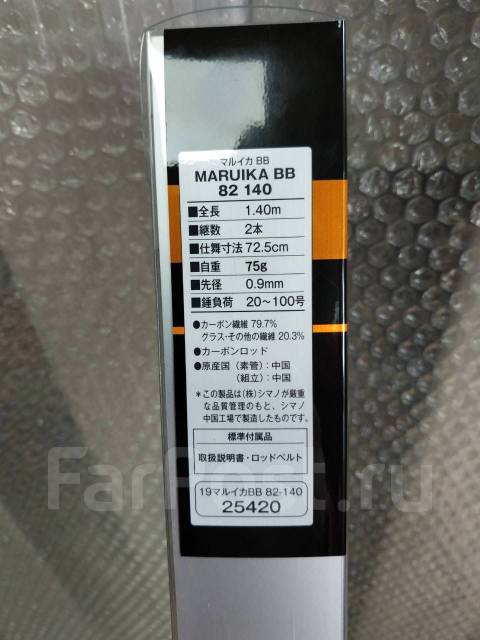 マルイカ BB
MARUIKA BB
82 140
■全長 1.40m
■継数 2本
■仕舞寸法 72.5cm
■自重 75g
■先径 0.9mm
■錘負荷 20〜100号
●カーボン繊維 79.7%
グラス・その他の繊維 20.3%
●カーボンロッド
●原産国(素管):中国
(組立):中国
＊この製品は(株)シマノが厳重
な品質管理のもと、シマノ
中国工場で製造したものです。
標準付属品
取扱説明書・ロッドベルト
19マルイカBB 82-140
25420
FarPost.ru